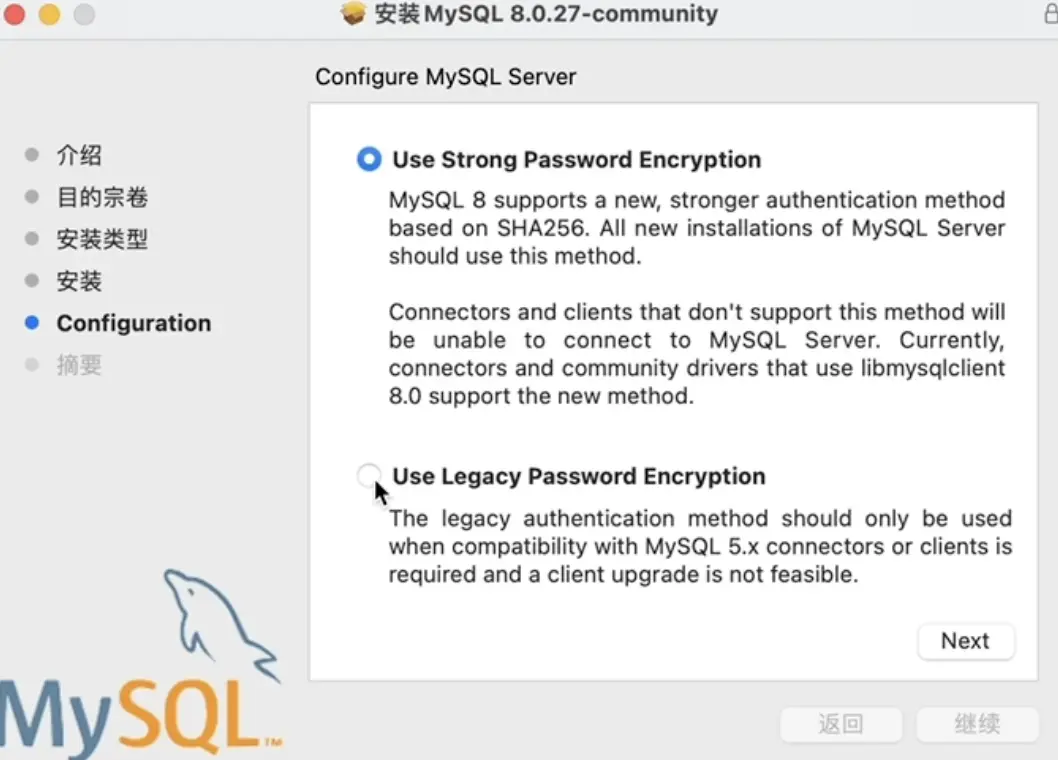 安装MySQL 8.0.27-community
Configure MySQL Server
介绍
目的宗卷
安装类型
安装
Configuration
摘要
Use Strong Password Encryption
MySQL 8 supports a new, stronger authentication method
based on SHA256. All new installations of MySQL Server
should use this method.
Connectors and clients that don't support this method will
be unable to connect to MySQL Server. Currently,
connectors and community drivers that use libmysqlclient
8.0 support the new method.
Use Legacy Password Encryption
The legacy authentication method should only be used
when compatibility with MySQL 5.x connectors or clients is
required and a client upgrade is not feasible.
Next
MySQL™
返回
继续